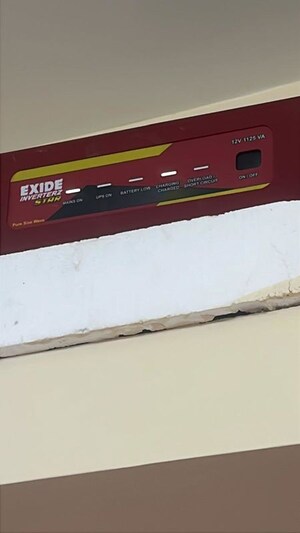 12V 1125 VA
EXIDE
INVERTERZ
STAR
MAINS ON
UPS ON
BATTERY LOW
CHARGING
CHARGED
OVERLOAD
SHORT CIRCUIT
ON / OFF
Pure Sine Wave